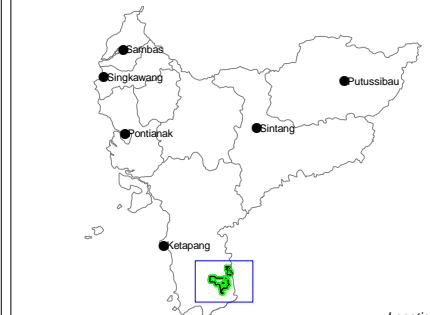 Sambas
Singkawang
Putussibau
Sintang
Pontianak
Ketapang